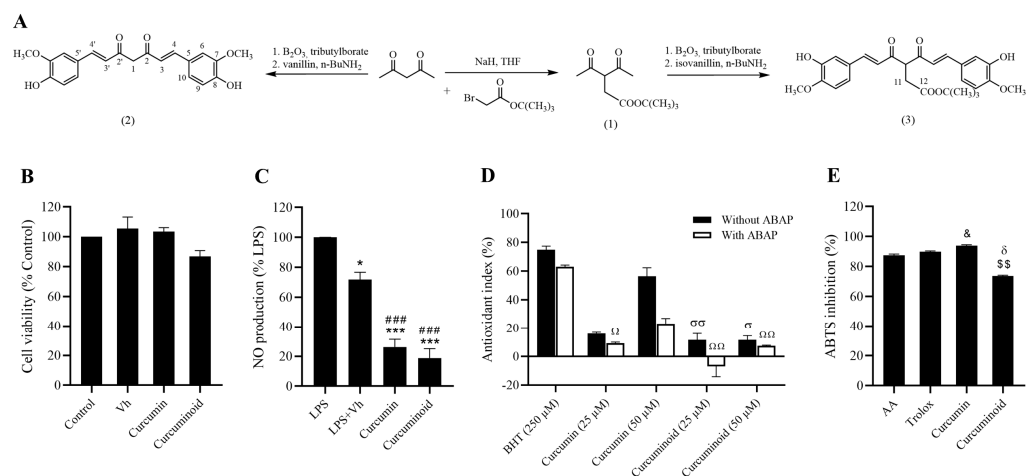 A
1. B₂O₃, tributylborate
2. vanillin, n-BuNH₂
NaH, THF
1. B₂O₃, tributylborate
2. isovanillin, n-BuNH₂
O O
H₃CO 5' 4' 3' 2' 1 2 3 4 5 6 7 OCH₃
HO 10 9 8 OH
(2)
O O
+
Br O OC(CH₃)₃
O O
COOC(CH₃)₃
(1)
O O
HO OH
H₃CO 11 12 OCH₃
COOC(CH₃)₃
(3)
B
Cell viability (% Control)
120
100
80
60
40
20
0
Control
Vh
Curcumin
Curcuminoid
C
NO production (% LPS)
120
100
80
60
40
20
0
*
###
***
###
***
LPS
LPS+Vh
Curcumin
Curcuminoid
D
Antioxidant index (%)
100
80
60
40
20
0
-20
Without ABAP
With ABAP
Ω
σσ
ΩΩ
σ
ΩΩ
BHT (250 µM)
Curcumin (25 µM)
Curcumin (50 µM)
Curcuminoid (25 µM)
Curcuminoid (50 µM)
E
ABTS inhibition (%)
120
100
80
60
40
20
0
&
δ
$$
AA
Trolox
Curcumin
Curcuminoid